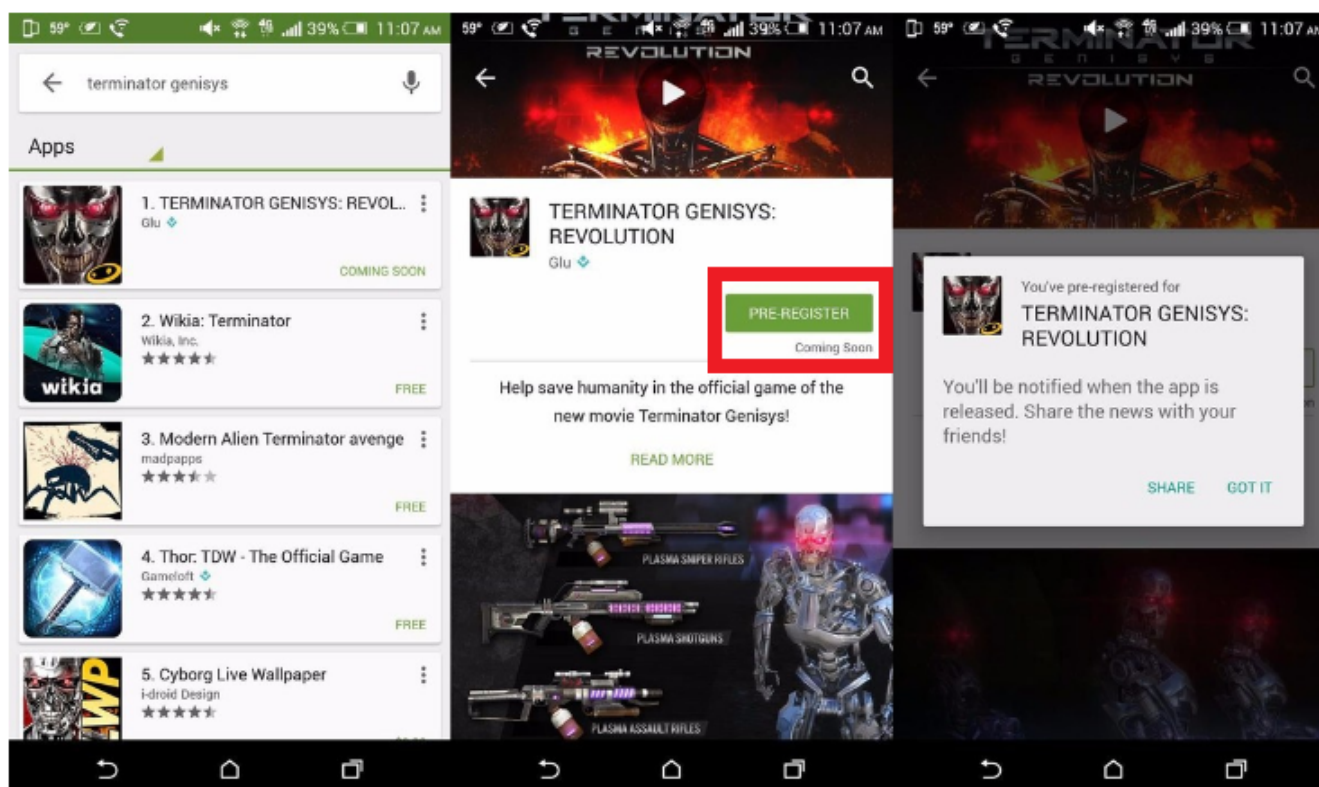 59° 4G 39% 11:07 AM
terminator genisys
Apps
1. TERMINATOR GENISYS: REVOL..
Glu
COMING SOON
2. Wikia: Terminator
Wikia, Inc.
wikia
FREE
3. Modern Alien Terminator avenge
madpapps
FREE
4. Thor: TDW - The Official Game
Gameloft
FREE
5. Cyborg Live Wallpaper
i-droid Design
LWP
59° 4G 39% 11:07 AM
TERMINATOR
GENISYS
REVOLUTION
TERMINATOR GENISYS:
REVOLUTION
Glu
PRE-REGISTER
Coming Soon
Help save humanity in the official game of the
new movie Terminator Genisys!
READ MORE
PLASMA SNIPER RIFLES
PLASMA SHOTGUNS
PLASMA ASSAULT RIFLES
59° 4G 39% 11:07 AM
TERMINATOR
GENISYS
REVOLUTION
You've pre-registered for
TERMINATOR GENISYS:
REVOLUTION
You'll be notified when the app is
released. Share the news with your
friends!
SHARE GOT IT